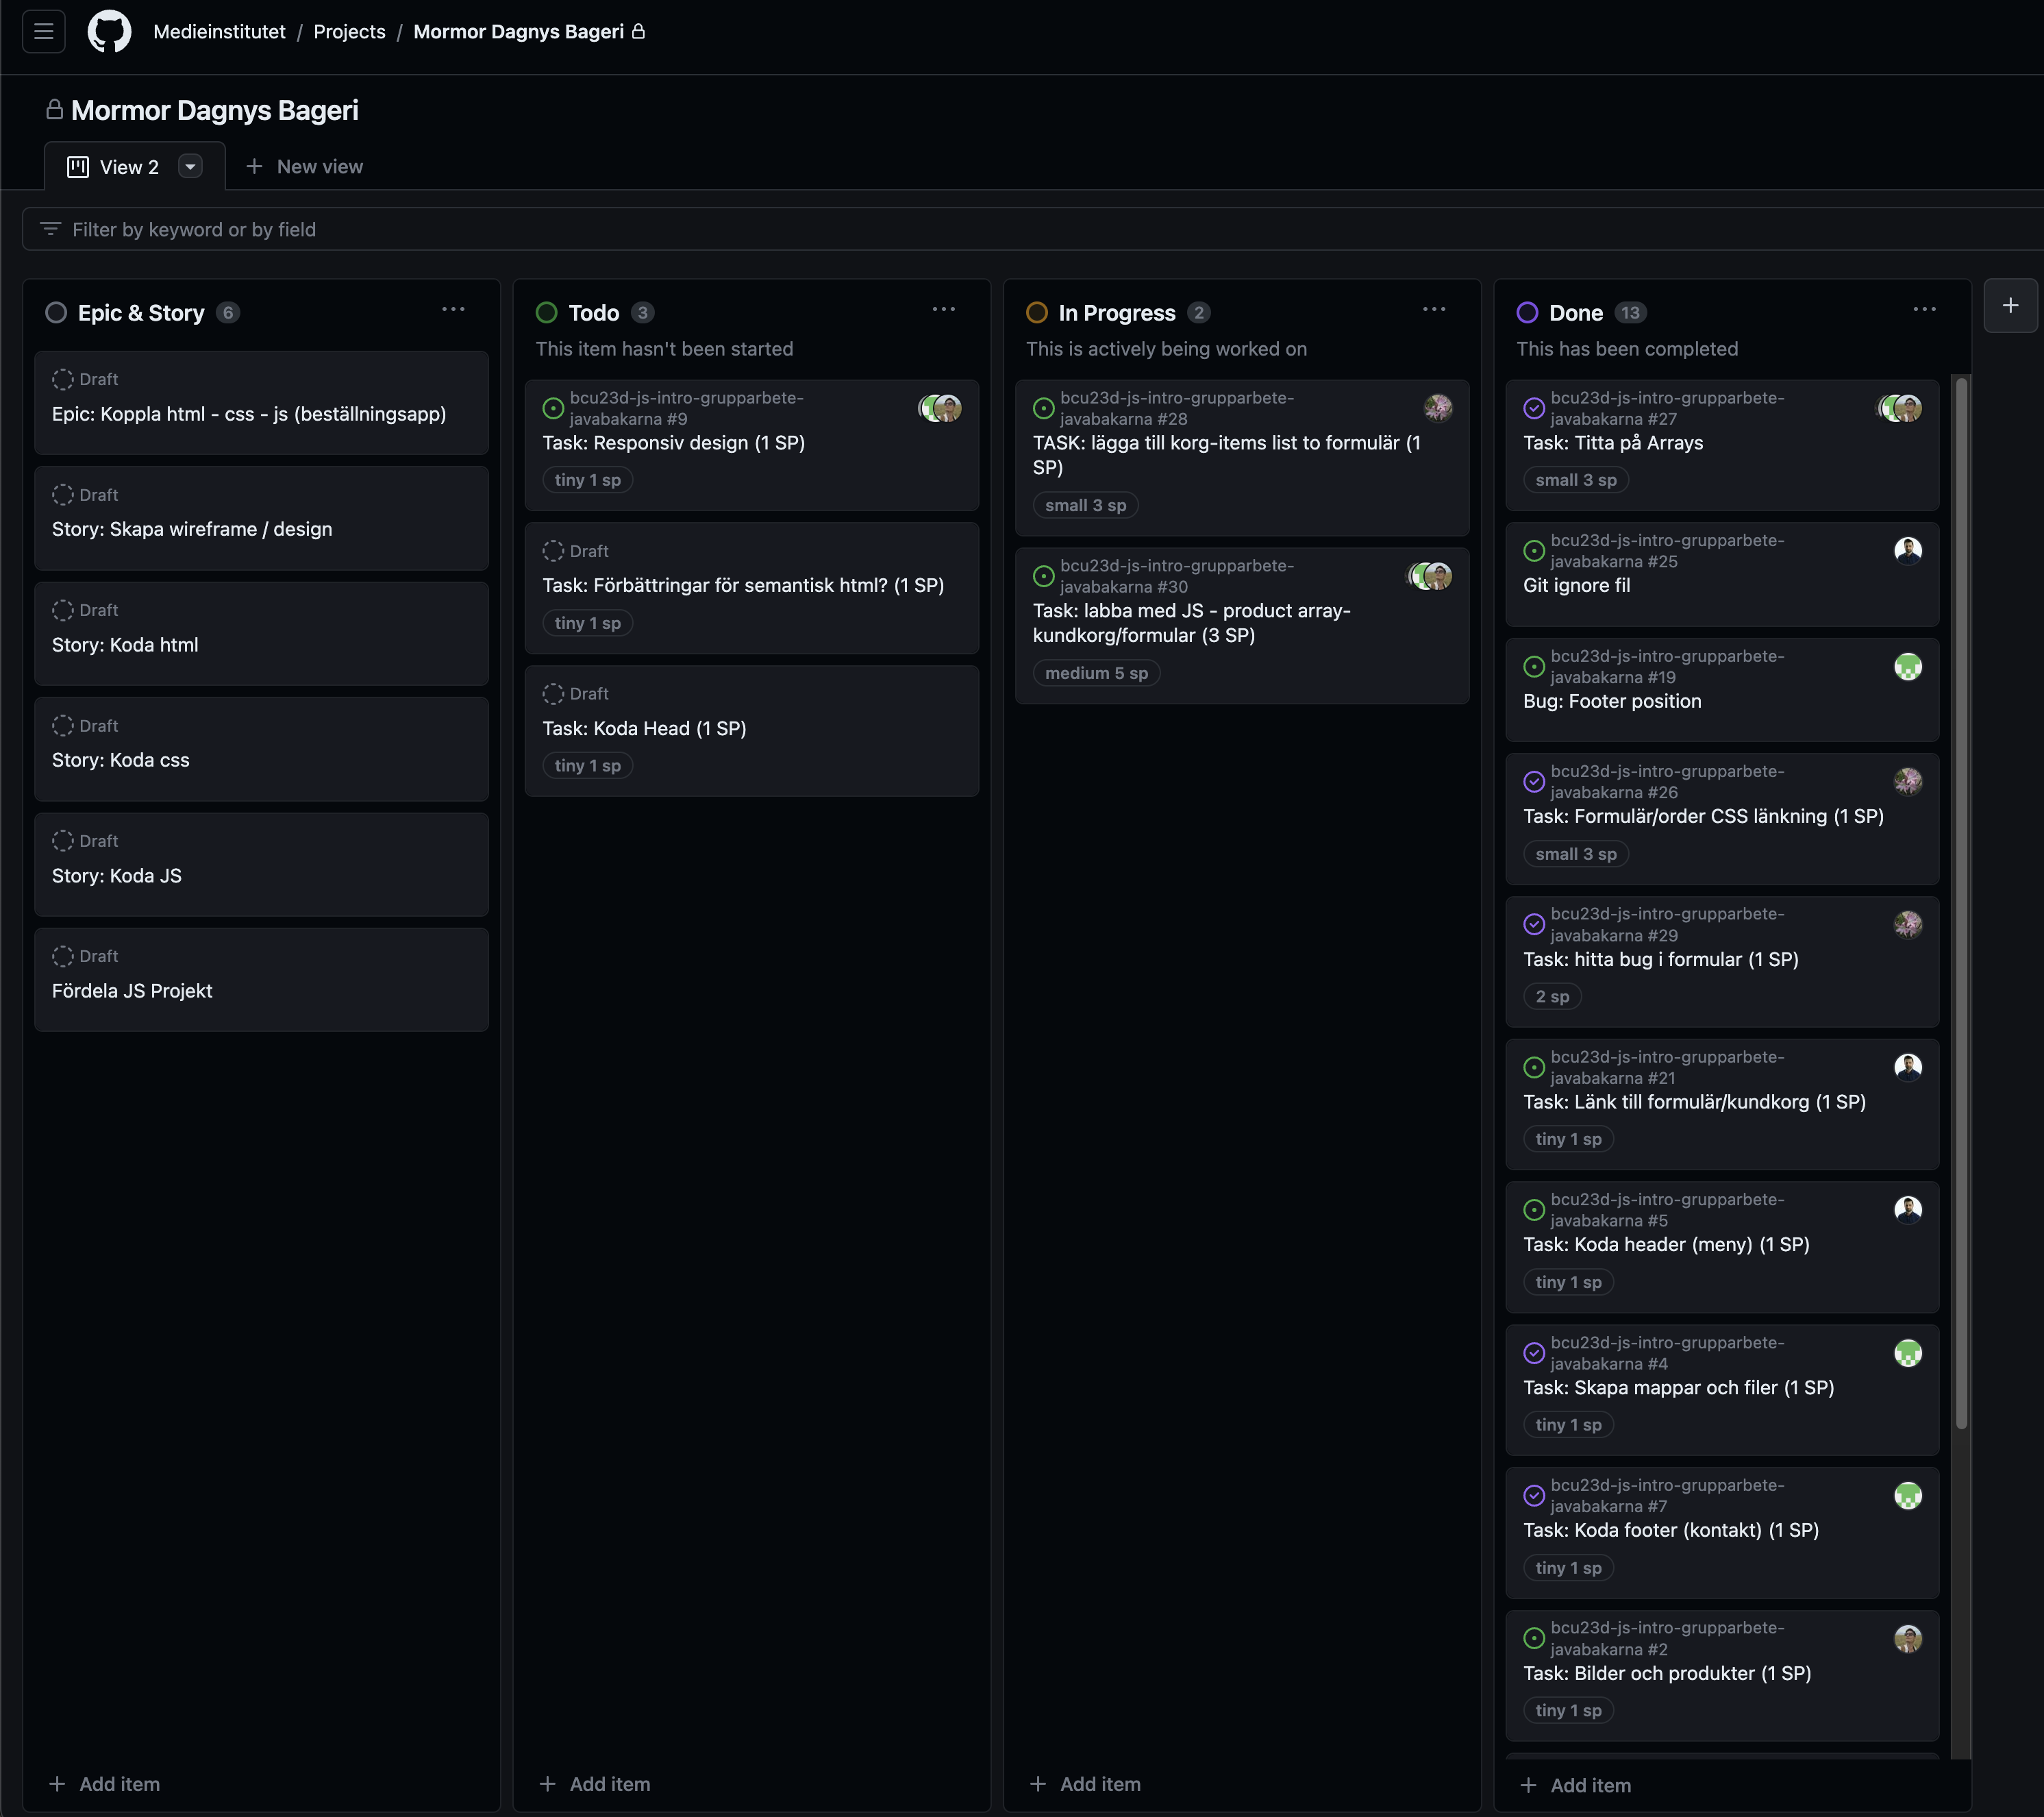 Medieinstitutet / Projects / Mormor Dagnys Bageri
Mormor Dagnys Bageri
View 2
New view
Filter by keyword or by field
Epic & Story 6
Draft
Epic: Koppla html - css - js (beställningsapp)
Draft
Story: Skapa wireframe / design
Draft
Story: Koda html
Draft
Story: Koda css
Draft
Story: Koda JS
Draft
Fördela JS Projekt
Add item
Todo 3
This item hasn't been started
bcu23d-js-intro-grupparbete-
javabakarna #9
Task: Responsiv design (1 SP)
tiny 1 sp
Draft
Task: Förbättringar för semantisk html? (1 SP)
tiny 1 sp
Draft
Task: Koda Head (1 SP)
tiny 1 sp
Add item
In Progress 2
This is actively being worked on
bcu23d-js-intro-grupparbete-
javabakarna #28
TASK: lägga till korg-items list to formulär (1
SP)
small 3 sp
bcu23d-js-intro-grupparbete-
javabakarna #30
Task: labba med JS - product array-
kundkorg/formular (3 SP)
medium 5 sp
Add item
Done 13
This has been completed
bcu23d-js-intro-grupparbete-
javabakarna #27
Task: Titta på Arrays
small 3 sp
bcu23d-js-intro-grupparbete-
javabakarna #25
Git ignore fil
bcu23d-js-intro-grupparbete-
javabakarna #19
Bug: Footer position
bcu23d-js-intro-grupparbete-
javabakarna #26
Task: Formulär/order CSS länkning (1 SP)
small 3 sp
bcu23d-js-intro-grupparbete-
javabakarna #29
Task: hitta bug i formular (1 SP)
2 sp
bcu23d-js-intro-grupparbete-
javabakarna #21
Task: Länk till formulär/kundkorg (1 SP)
tiny 1 sp
bcu23d-js-intro-grupparbete-
javabakarna #5
Task: Koda header (meny) (1 SP)
tiny 1 sp
bcu23d-js-intro-grupparbete-
javabakarna #4
Task: Skapa mappar och filer (1 SP)
tiny 1 sp
bcu23d-js-intro-grupparbete-
javabakarna #7
Task: Koda footer (kontakt) (1 SP)
tiny 1 sp
bcu23d-js-intro-grupparbete-
javabakarna #2
Task: Bilder och produkter (1 SP)
tiny 1 sp
Add item